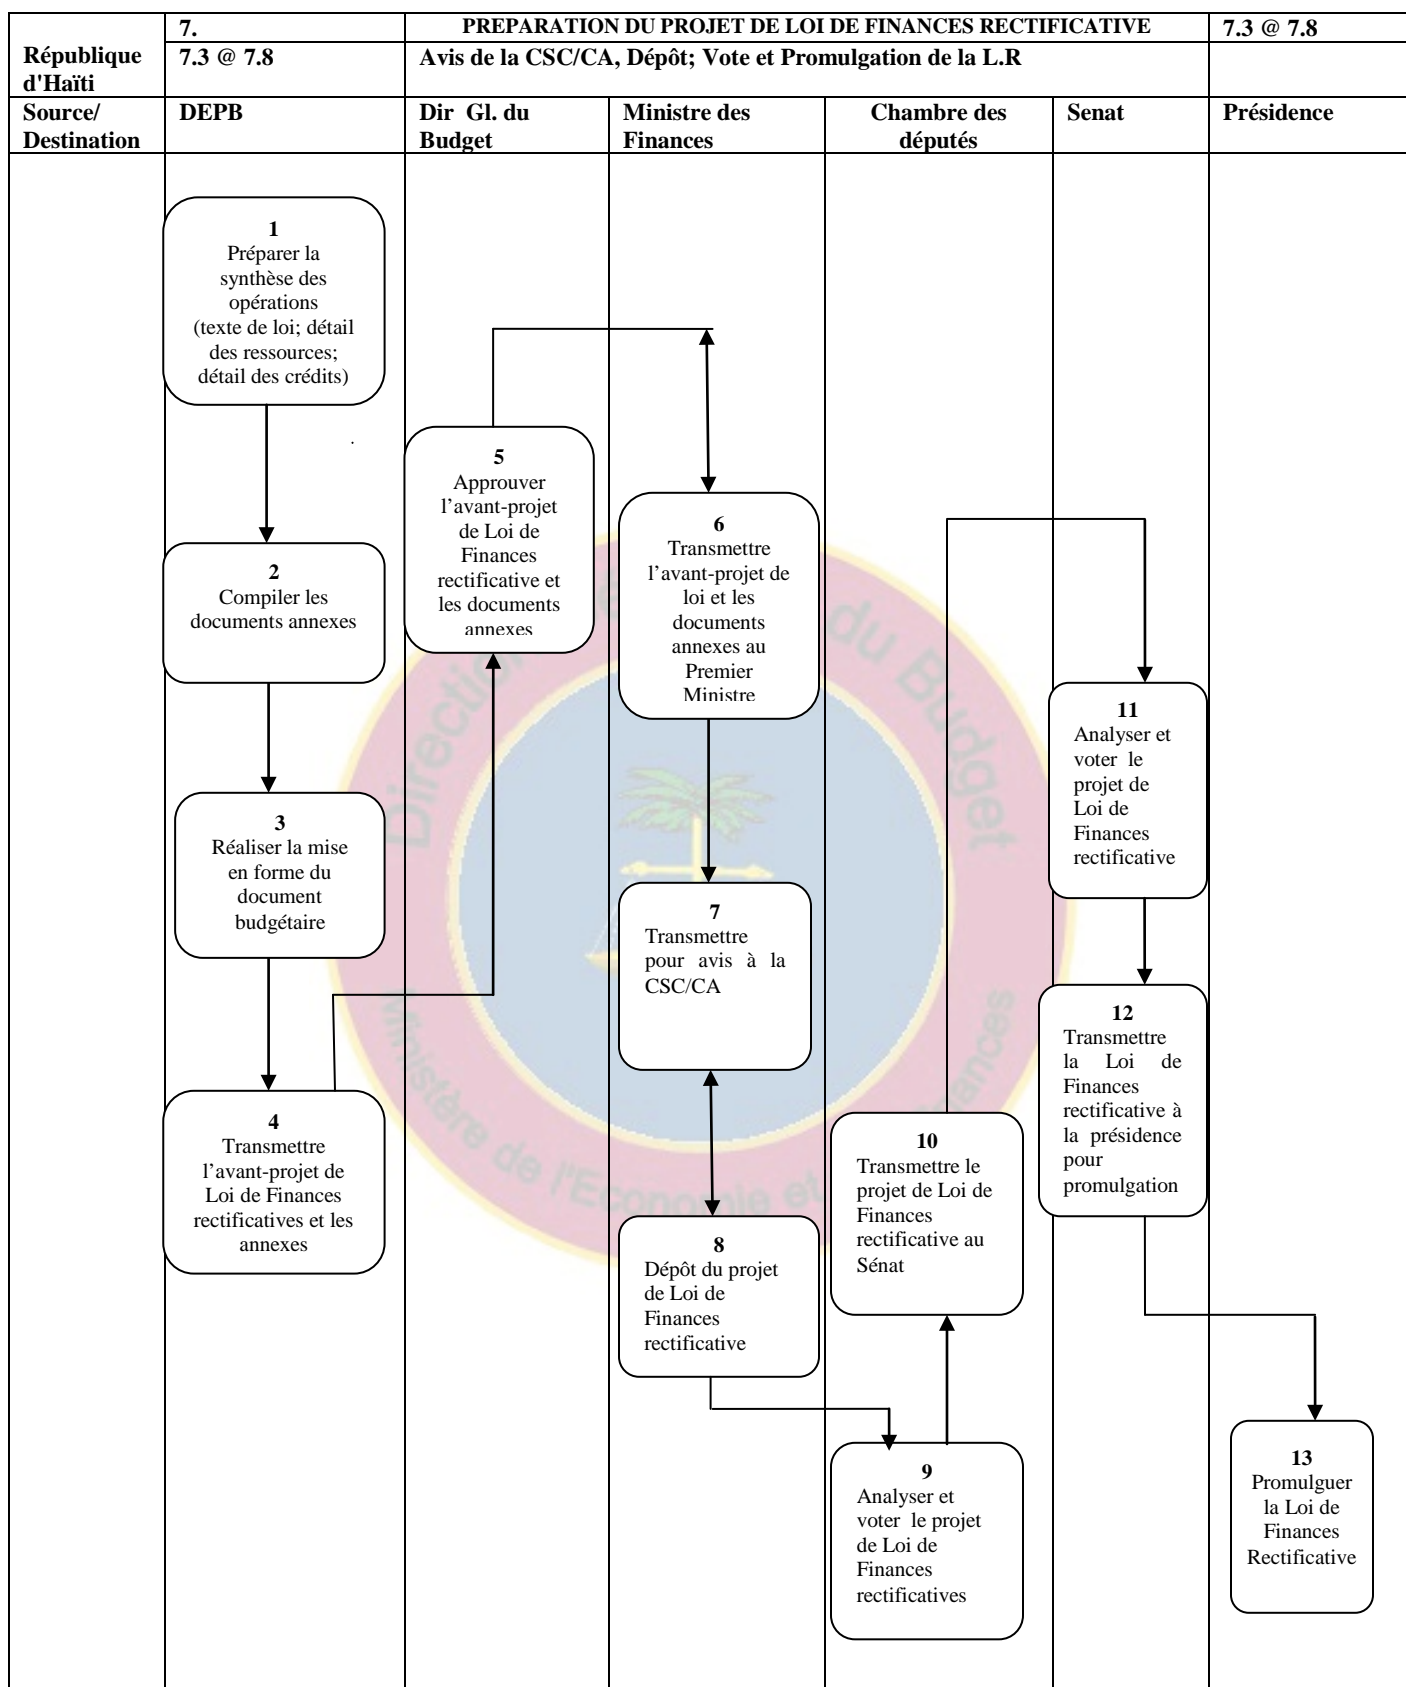 7.
PREPARATION DU PROJET DE LOI DE FINANCES RECTIFICATIVE
7.3 @ 7.8
République
d'Haïti
7.3 @ 7.8
Avis de la CSC/CA, Dépôt; Vote et Promulgation de la L.R
Source/
Destination
DEPB
Dir Gl. du
Budget
Ministre des
Finances
Chambre des
députés
Senat
Présidence
1
Préparer la
synthèse des
opérations
(texte de loi; détail
des ressources;
détail des crédits)
2
Compiler les
documents annexes
3
Réaliser la mise
en forme du
document
budgétaire
4
Transmettre
l’avant-projet de
Loi de Finances
rectificatives et les
annexes
5
Approuver
l’avant-projet
de Loi de
Finances
rectificative et
les documents
annexes
6
Transmettre
l’avant-projet de
loi et les
documents
annexes au
Premier
Ministre
7
Transmettre
pour avis à la
CSC/CA
8
Dépôt du projet
de Loi de
Finances
rectificative
9
Analyser et
voter le projet
de Loi de
Finances
rectificatives
10
Transmettre le
projet de Loi de
Finances
rectificative au
Sénat
11
Analyser et
voter le
projet de
Loi de
Finances
rectificative
12
Transmettre
la Loi de
Finances
rectificative à
la présidence
pour
promulgation
13
Promulguer
la Loi de
Finances
Rectificative
Direction du Budget
Ministère de l'Economie et